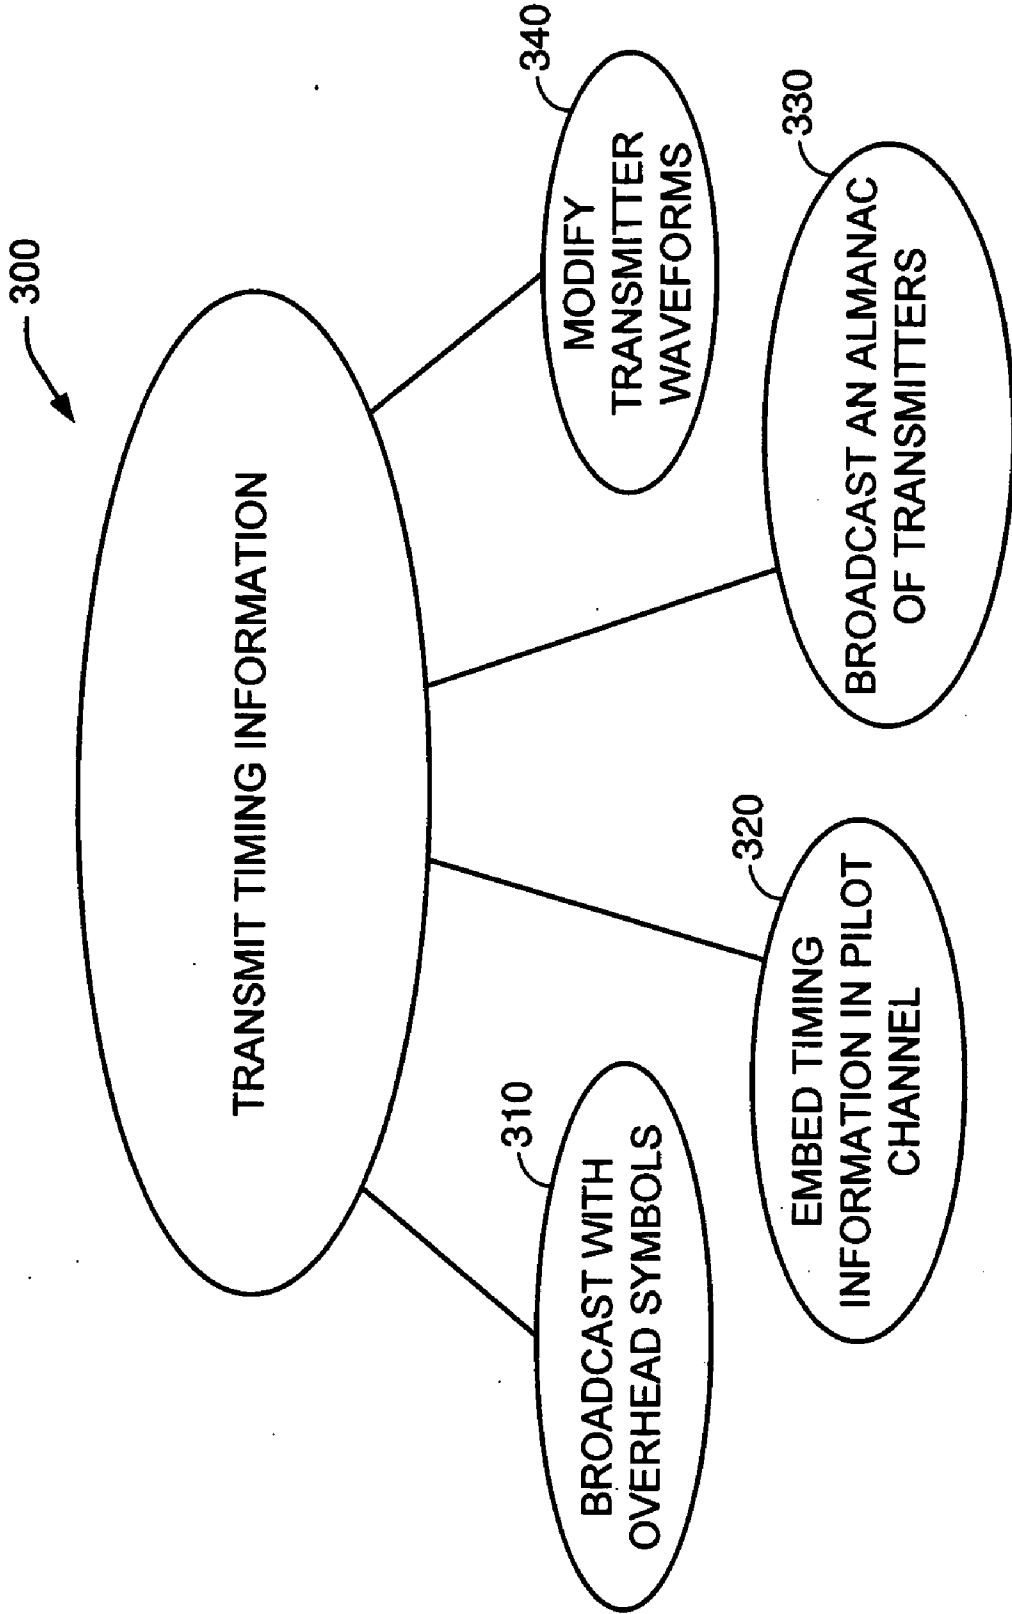 300
TRANSMIT TIMING INFORMATION
310
BROADCAST WITH
OVERHEAD SYMBOLS
320
EMBED TIMING
INFORMATION IN PILOT
CHANNEL
330
BROADCAST AN ALMANAC
OF TRANSMITTERS
340
MODIFY
TRANSMITTER
WAVEFORMS